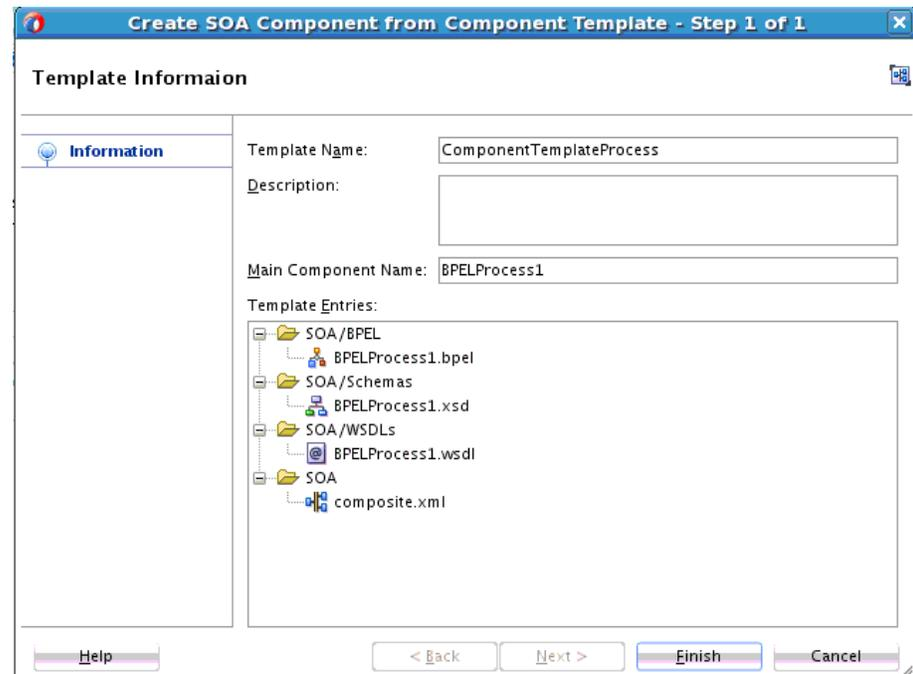 Create SOA Component from Component Template - Step 1 of 1
Template Informaion
Information
Template Name: ComponentTemplateProcess
Description:
Main Component Name: BPELProcess1
Template Entries:
SOA/BPEL
BPELProcess1.bpel
SOA/Schemas
BPELProcess1.xsd
SOA/WSDLs
BPELProcess1.wsdl
SOA
composite.xml
Help < Back Next > Finish Cancel